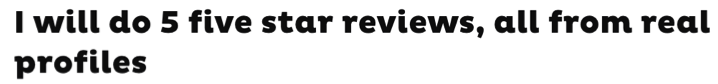 I will do 5 five star reviews, all from real
profiles